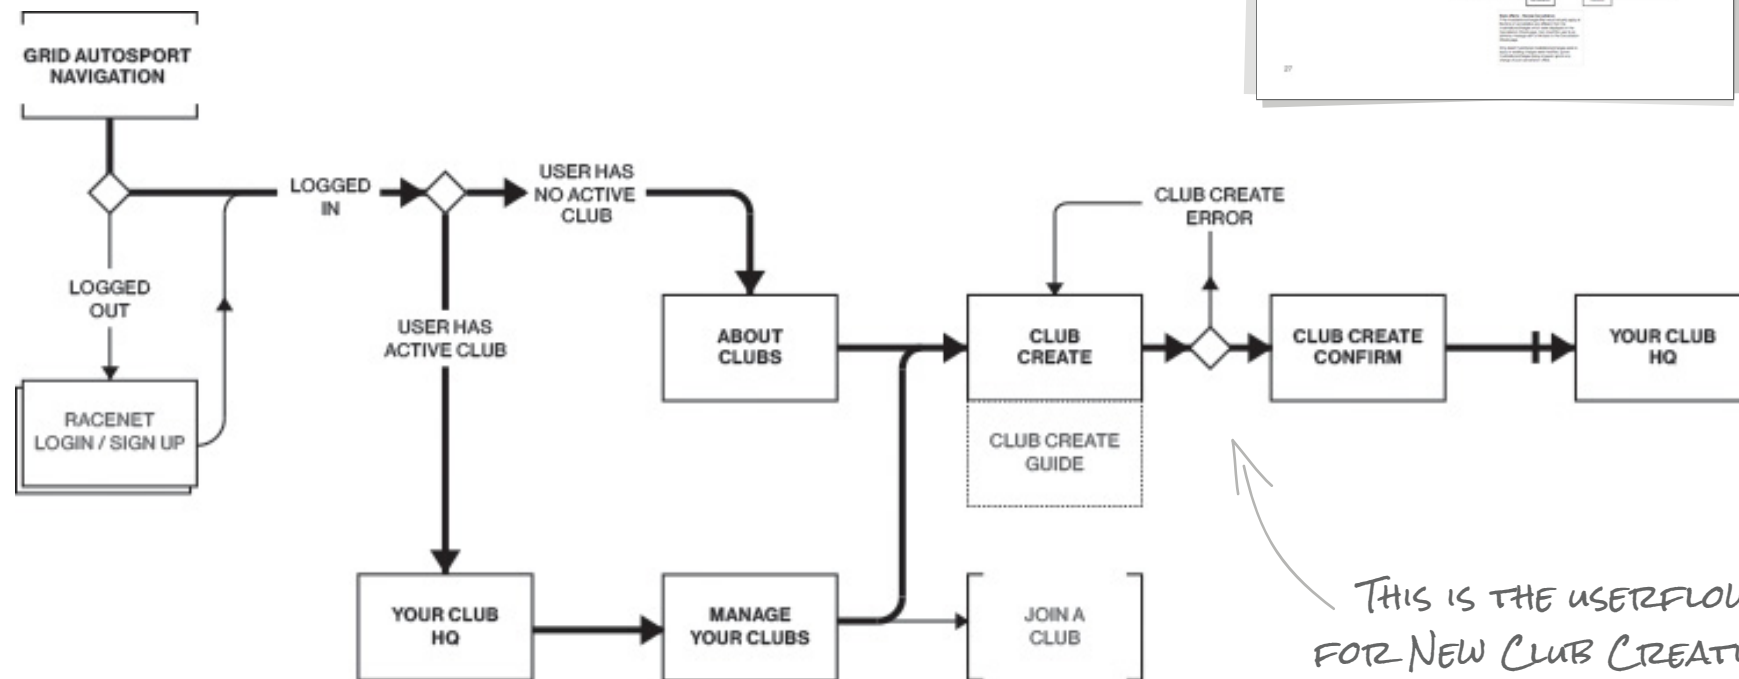 GRID AUTOSPORT
NAVIGATION
LOGGED
IN
USER HAS
NO ACTIVE
CLUB
CLUB CREATE
ERROR
LOGGED
OUT
USER HAS
ACTIVE CLUB
ABOUT
CLUBS
CLUB
CREATE
CLUB CREATE
CONFIRM
YOUR CLUB
HQ
RACENET
LOGIN / SIGN UP
CLUB CREATE
GUIDE
YOUR CLUB
HQ
MANAGE
YOUR CLUBS
JOIN A
CLUB
THIS IS THE
FOR NEW CLUB
27